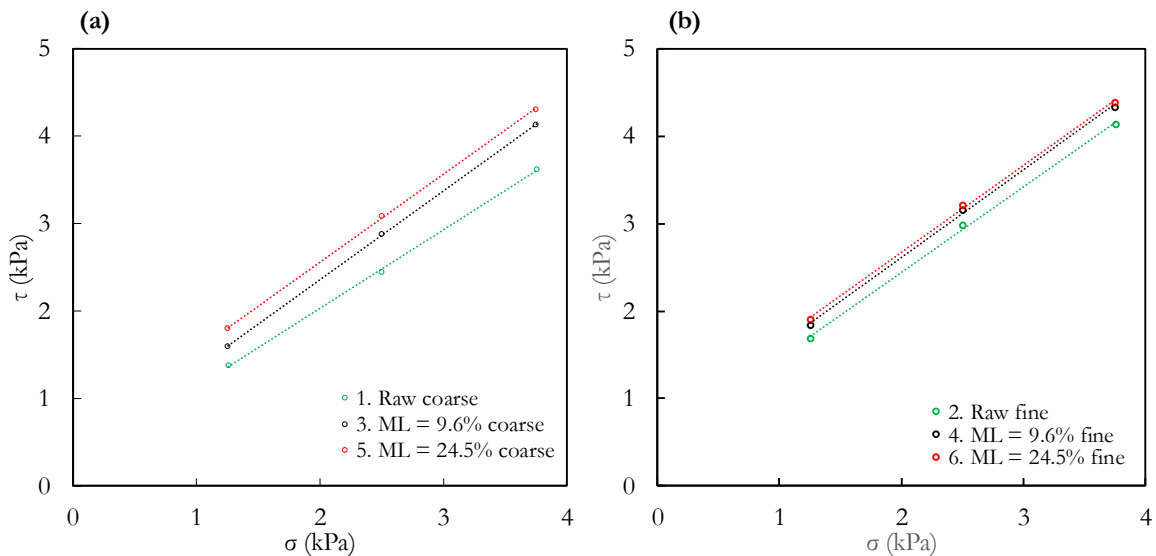 (a)
5
4
3
2
1
0
τ (kPa)
1. Raw coarse
3. ML = 9.6% coarse
5. ML = 24.5% coarse
0 1 2 3 4
σ (kPa)
(b)
5
4
3
2
1
0
τ (kPa)
2. Raw fine
4. ML = 9.6% fine
6. ML = 24.5% fine
0 1 2 3 4
σ (kPa)